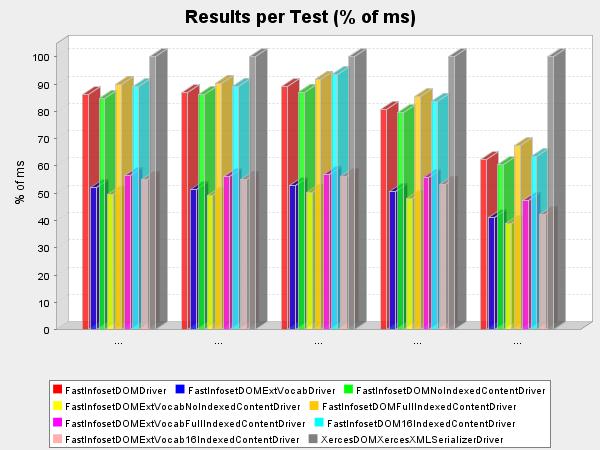 Results per Test (% of ms)
% of ms
100
90
80
70
60
50
40
30
20
10
0
... ... ... ... ...
FastInfosetDOMDriver FastInfosetDOMExtVocabDriver FastInfosetDOMNoIndexedContentDriver
FastInfosetDOMExtVocabNoIndexedContentDriver FastInfosetDOMFullIndexedContentDriver
FastInfosetDOMExtVocabFullIndexedContentDriver FastInfosetDOM16IndexedContentDriver
FastInfosetDOMExtVocab16IndexedContentDriver XercesDOMXercesXMLSerializerDriver